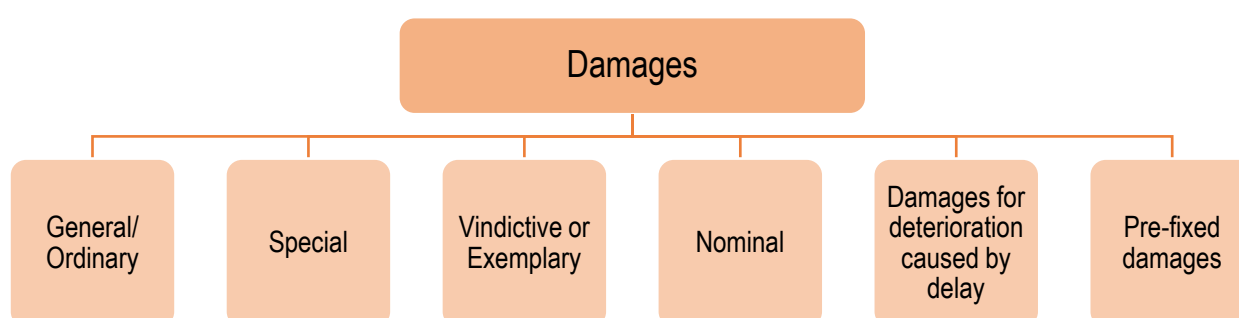 Damages
General/
Ordinary
Special
Vindictive or
Exemplary
Nominal
Damages for
deterioration
caused by
delay
Pre-fixed
damages